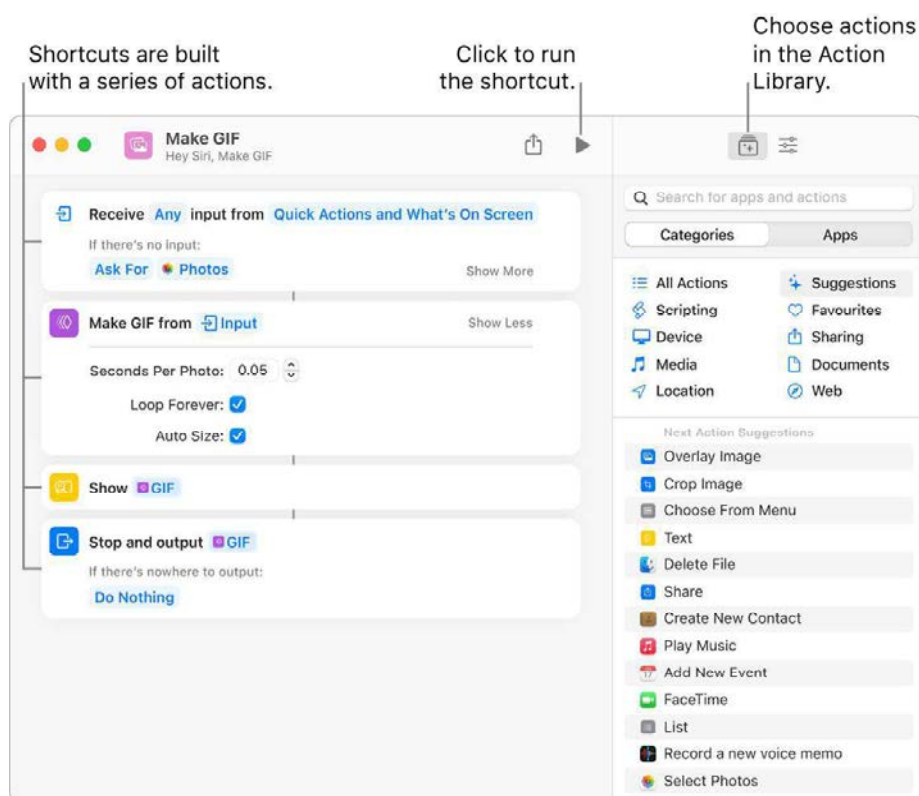 Shortcuts are built
with a series of actions.
Click to run
the shortcut.
Choose actions
in the Action
Library.
Make GIF
Hey Siri, Make GIF
Receive Any input from Quick Actions and What's On Screen
If there's no input:
Ask For Photos
Show More
Make GIF from Input
Show Less
Seconds Per Photo: 0.05
Loop Forever:
Auto Size:
Show GIF
Stop and output GIF
If there's nowhere to output:
Do Nothing
Search for apps and actions
Categories
Apps
All Actions
Suggestions
Scripting
Favourites
Device
Sharing
Media
Documents
Location
Web
Next Action Suggestions
Overlay Image
Crop Image
Choose From Menu
Text
Delete File
Share
Create New Contact
Play Music
17
Add New Event
FaceTime
List
Record a new voice memo
Select Photos